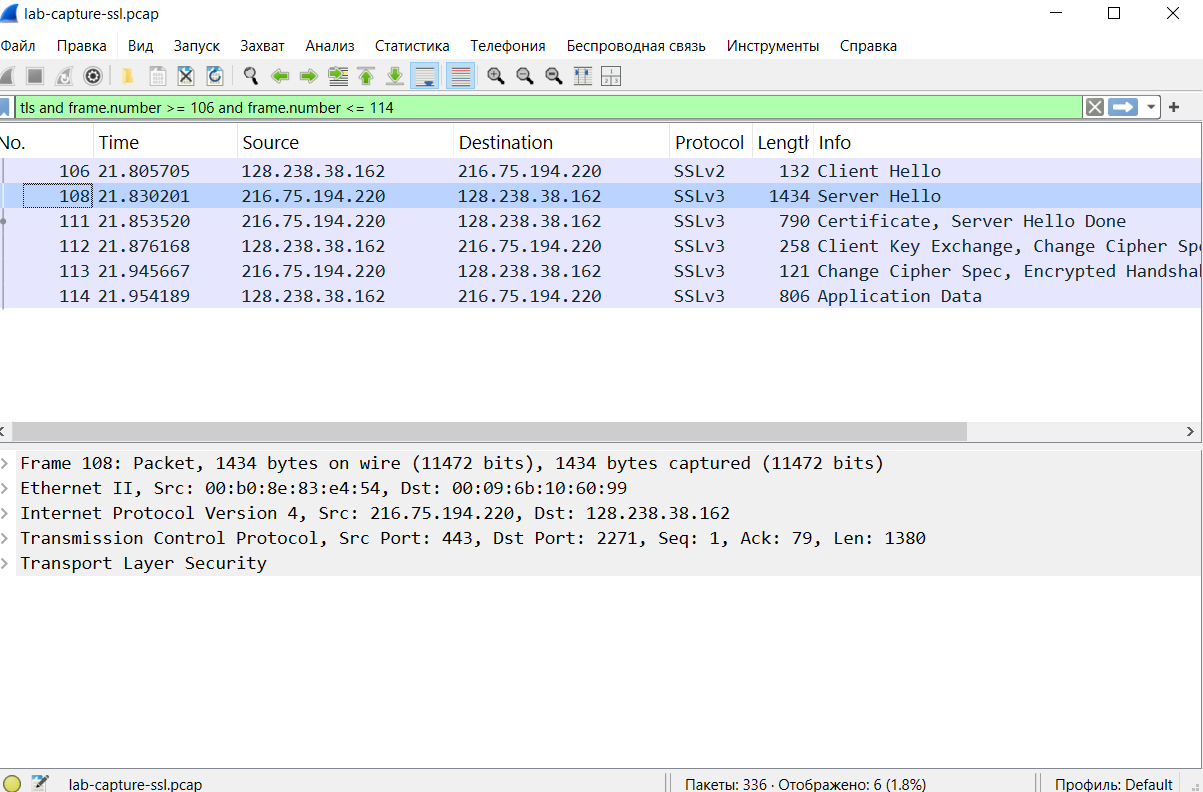 lab-capture-ssl.pcap
Файл Правка Вид Запуск Захват Анализ Статистика Телефония Беспроводная связь Инструменты Справка
tls and frame.number >= 106 and frame.number <= 114
No. Time Source Destination Protocol Length Info
106 21.805705 128.238.38.162 216.75.194.220 SSLv2 132 Client Hello
108 21.830201 216.75.194.220 128.238.38.162 SSLv3 1434 Server Hello
111 21.853520 216.75.194.220 128.238.38.162 SSLv3 790 Certificate, Server Hello Done
112 21.876168 128.238.38.162 216.75.194.220 SSLv3 258 Client Key Exchange, Change Cipher Spe
113 21.945667 216.75.194.220 128.238.38.162 SSLv3 121 Change Cipher Spec, Encrypted Handshal
114 21.954189 128.238.38.162 216.75.194.220 SSLv3 806 Application Data
Frame 108: Packet, 1434 bytes on wire (11472 bits), 1434 bytes captured (11472 bits)
Ethernet II, Src: 00:b0:8e:83:e4:54, Dst: 00:09:6b:10:60:99
Internet Protocol Version 4, Src: 216.75.194.220, Dst: 128.238.38.162
Transmission Control Protocol, Src Port: 443, Dst Port: 2271, Seq: 1, Ack: 79, Len: 1380
Transport Layer Security
lab-capture-ssl.pcap Пакеты: 336 · Отображено: 6 (1.8%) Профиль: Default